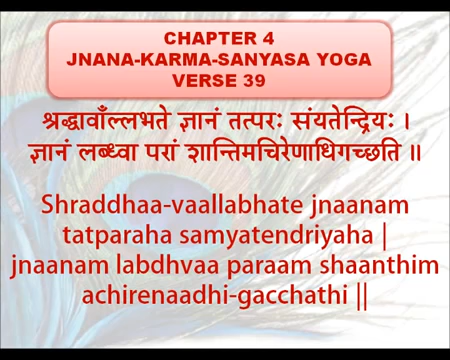 CHAPTER 4
JNANA-KARMA-SANYASA YOGA
VERSE 39
श्रद्धावाँल्लभते ज्ञानं तत्परः संयतेन्द्रियः ।
ज्ञानं लब्ध्वा परां शान्तिमचिरेणाधिगच्छति ॥
Shraddhaa-vaallabhate jnaanam
tatparaha samyatendriyaha |
jnaanam labdhvaa paraam shaanthim
achirenaadhi-gacchathi ||